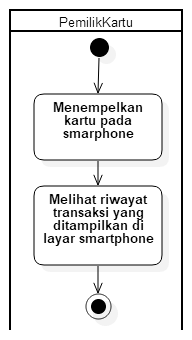 PemilikKartu
Menempelkan
kartu pada
smarphone
Melihat riwayat
transaksi yang
ditampilkan di
layar smartphone